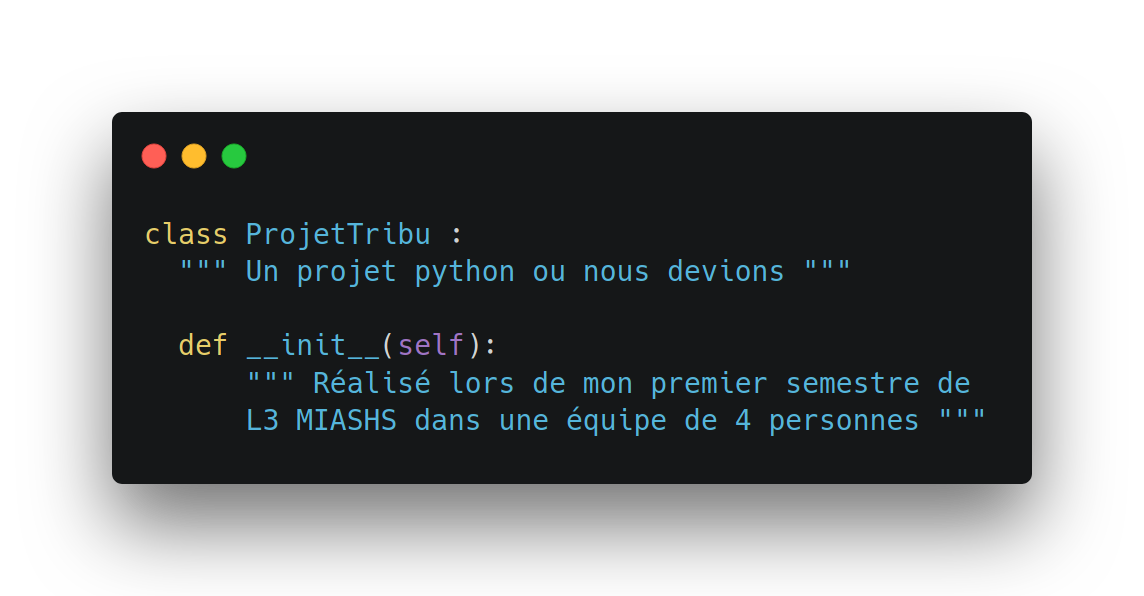 class ProjetTribu :
""" Un projet python ou nous devions """
def __init__(self):
""" Réalisé lors de mon premier semestre de
L3 MIASHS dans une équipe de 4 personnes """